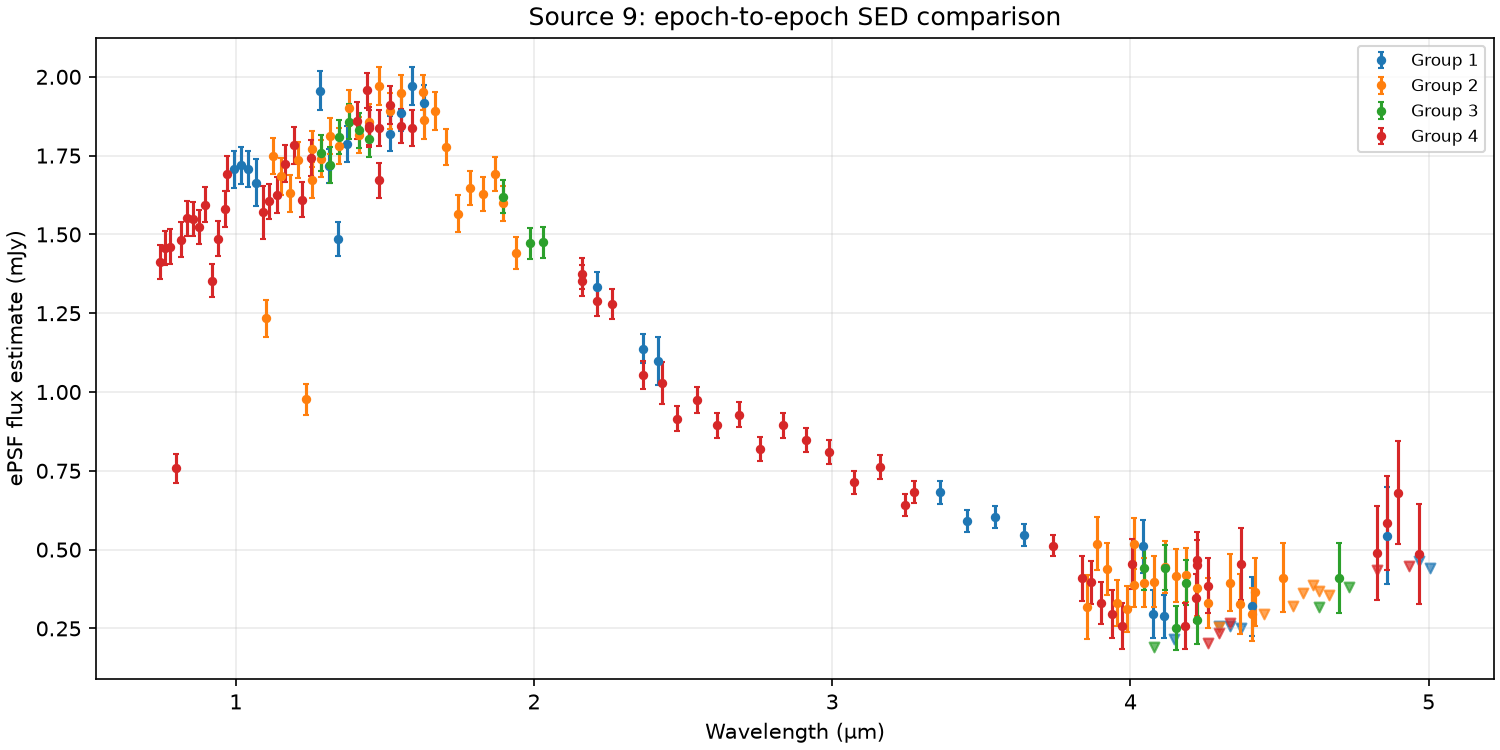 Source 9: epoch-to-epoch SED comparison
ePSF flux estimate (mJy)
2.00
1.75
1.50
1.25
1.00
0.75
0.50
0.25
Group 1
Group 2
Group 3
Group 4
1 2 3 4 5
Wavelength (μm)